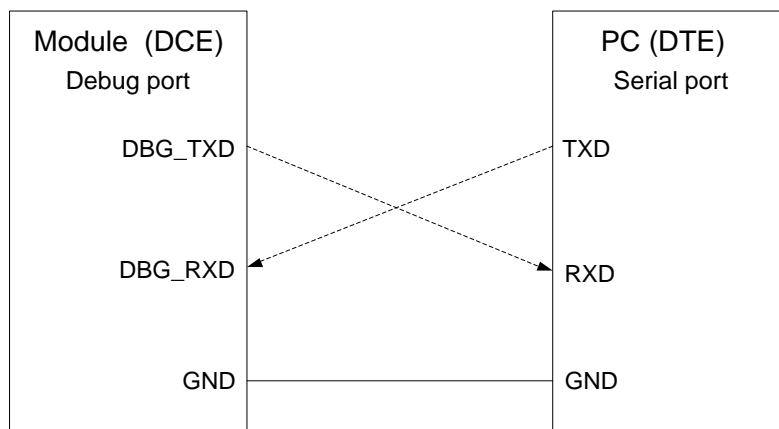 Module (DCE)
Debug port
DBG_TXD
DBG_RXD
GND
PC (DTE)
Serial port
TXD
RXD
GND